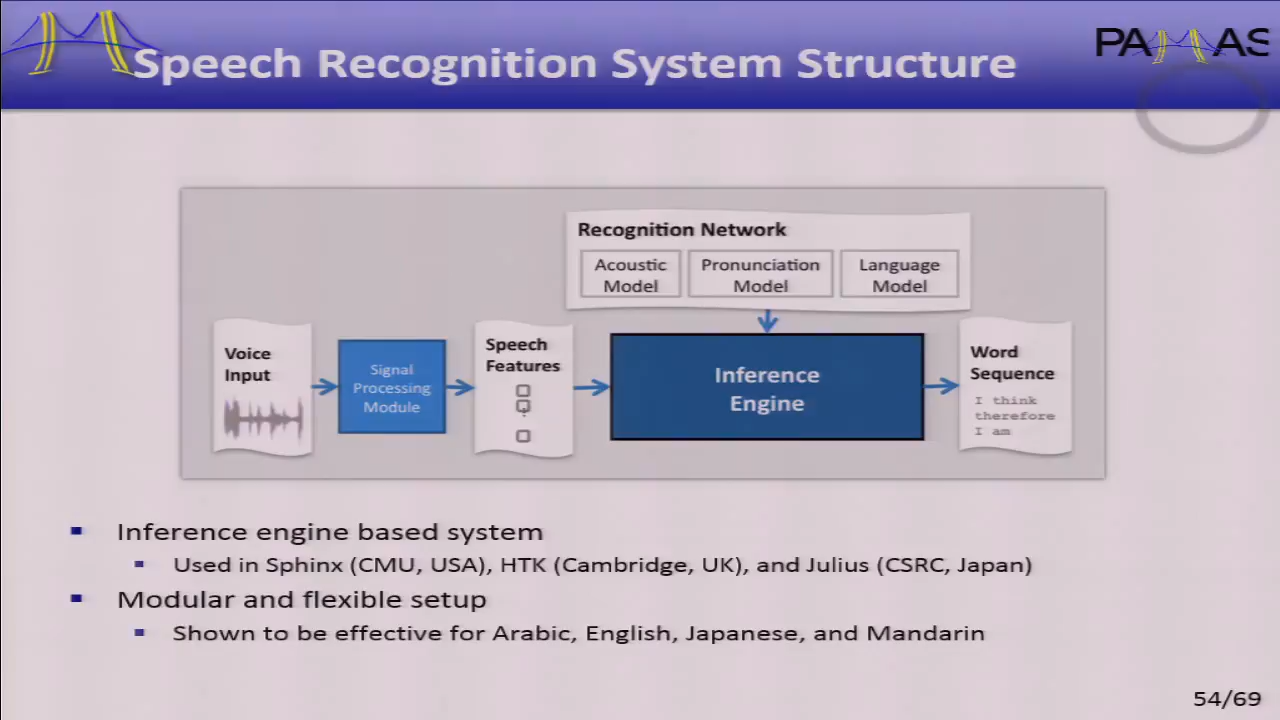 Speech Recognition System Structure
PAMAS
Recognition Network
Acoustic
Model
Pronunciation
Model
Language
Model
Voice
Input
Signal
Processing
Module
Speech
Features
Inference
Engine
Word
Sequence
I think
therefore
I am
Inference engine based system
Used in Sphinx (CMU, USA), HTK (Cambridge, UK), and Julius (CSRC, Japan)
Modular and flexible setup
Shown to be effective for Arabic, English, Japanese, and Mandarin
54/69